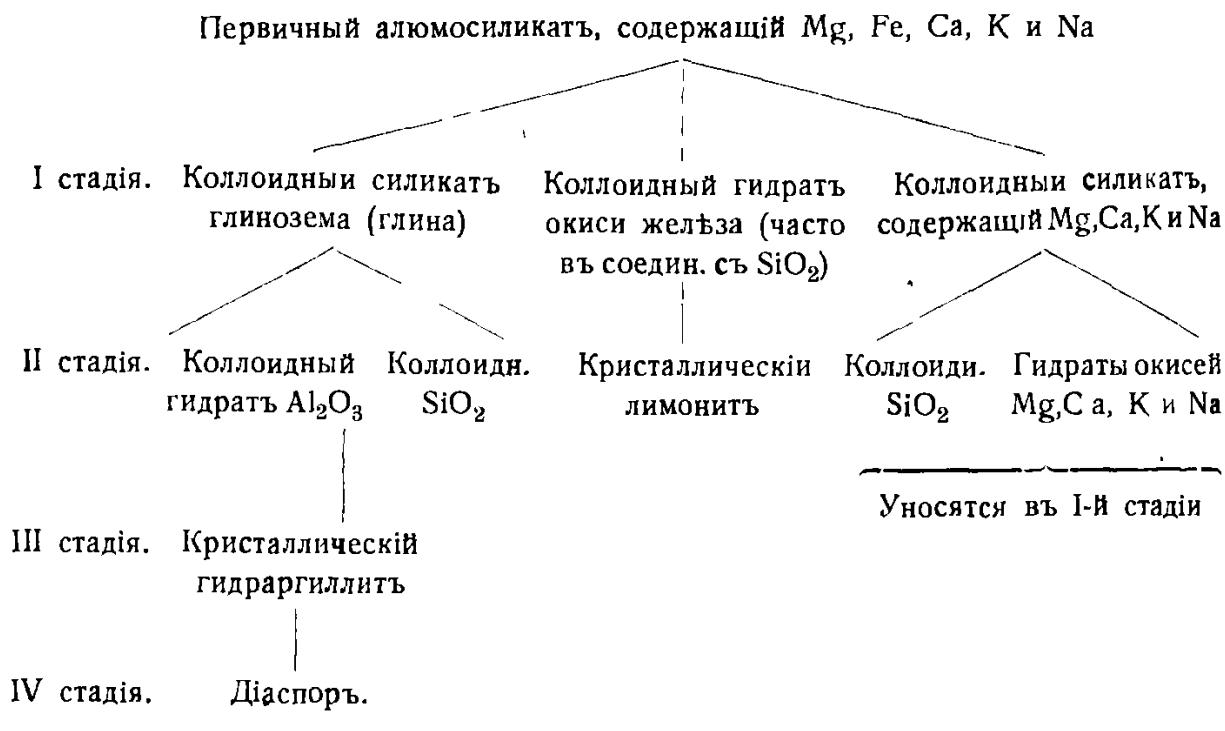 Первичный алюмосиликатъ, содержащій Mg, Fe, Ca, K и Na
I стадія. Коллоидныи силикатъ Коллоидный гидратъ Коллоидныи силикатъ,
глинозема (глина) окиси желѣза (часто содержащій Mg,Ca,K и Na
въ соедин. съ SiO₂)
II стадія. Коллоидный Коллоидн. Кристаллическіи Коллоиди. Гидраты окисей
гидратъ Al₂O₃ SiO₂ лимонитъ SiO₂ Mg,C a, K и Na
Уносятся въ I-й стадіи
III стадія. Кристаллическій
гидраргиллитъ
IV стадія. Діаспоръ.